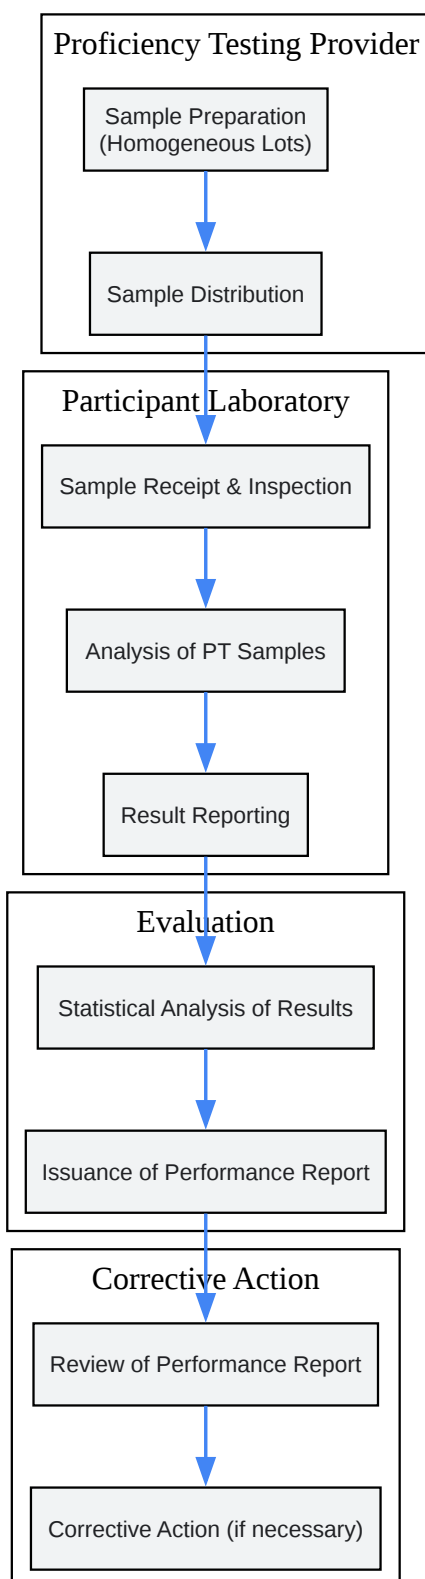 Proficiency Testing Provider
Sample Preparation
(Homogeneous Lots)
Sample Distribution
Participant Laboratory
Sample Receipt & Inspection
Analysis of PT Samples
Result Reporting
Evaluation
Statistical Analysis of Results
Issuance of Performance Report
Corrective Action
Review of Performance Report
Corrective Action (if necessary)